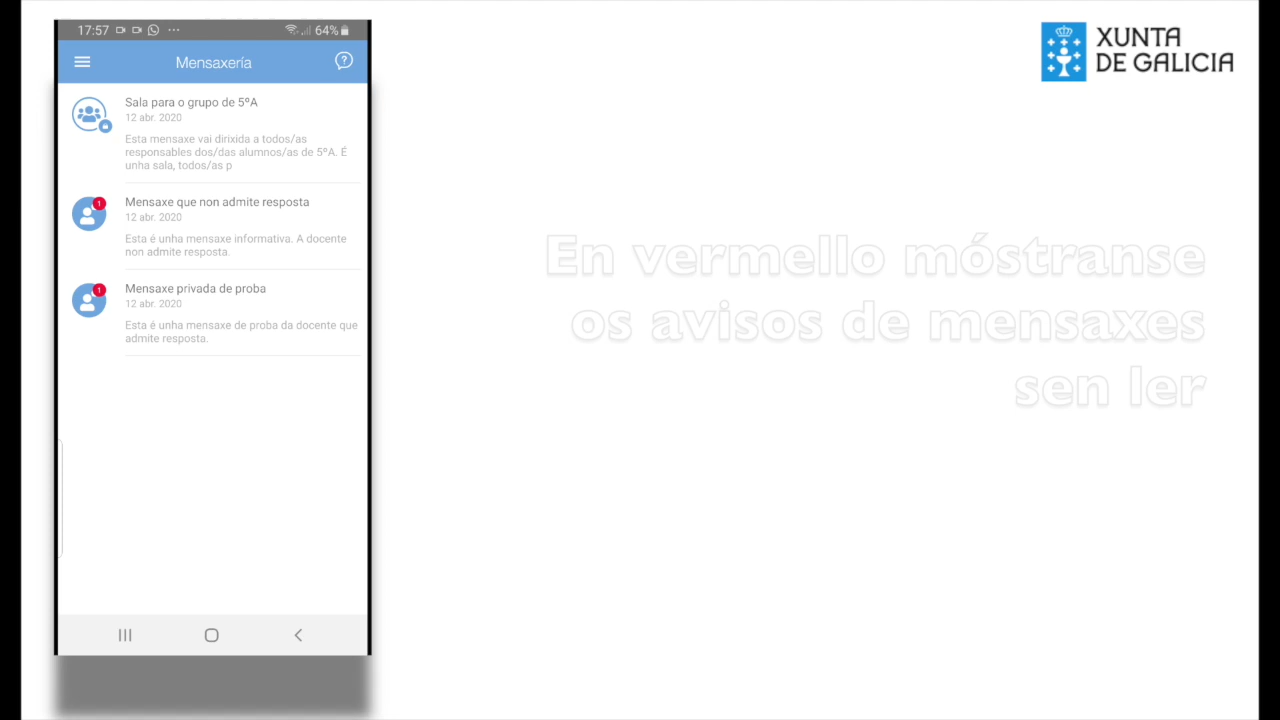 17:57
64%
Mensaxería
Sala para o grupo de 5ºA
12 abr. 2020
Esta mensaxe vai dirixida a todos/as
responsables dos/das alumnos/as de 5ºA. É
unha sala, todos/as p
1
Mensaxe que non admite resposta
12 abr. 2020
Esta é unha mensaxe informativa. A docente
non admite resposta.
1
Mensaxe privada de proba
12 abr. 2020
Esta é unha mensaxe de proba da docente que
admite resposta.
XUNTA
DE GALICIA
En vermello móstranse
os avisos de mensaxes
sen ler